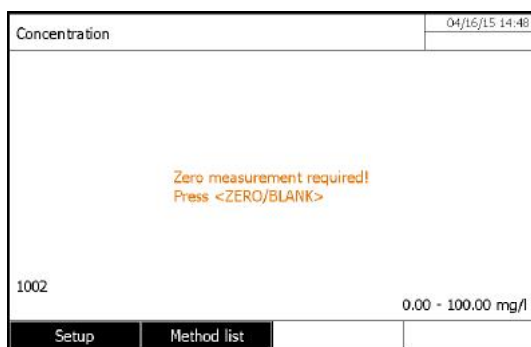 Concentration
04/16/15 14:48
Zero measurement required!
Press <ZERO/BLANK>
1002
0.00 - 100.00 mg/l
Setup
Method list